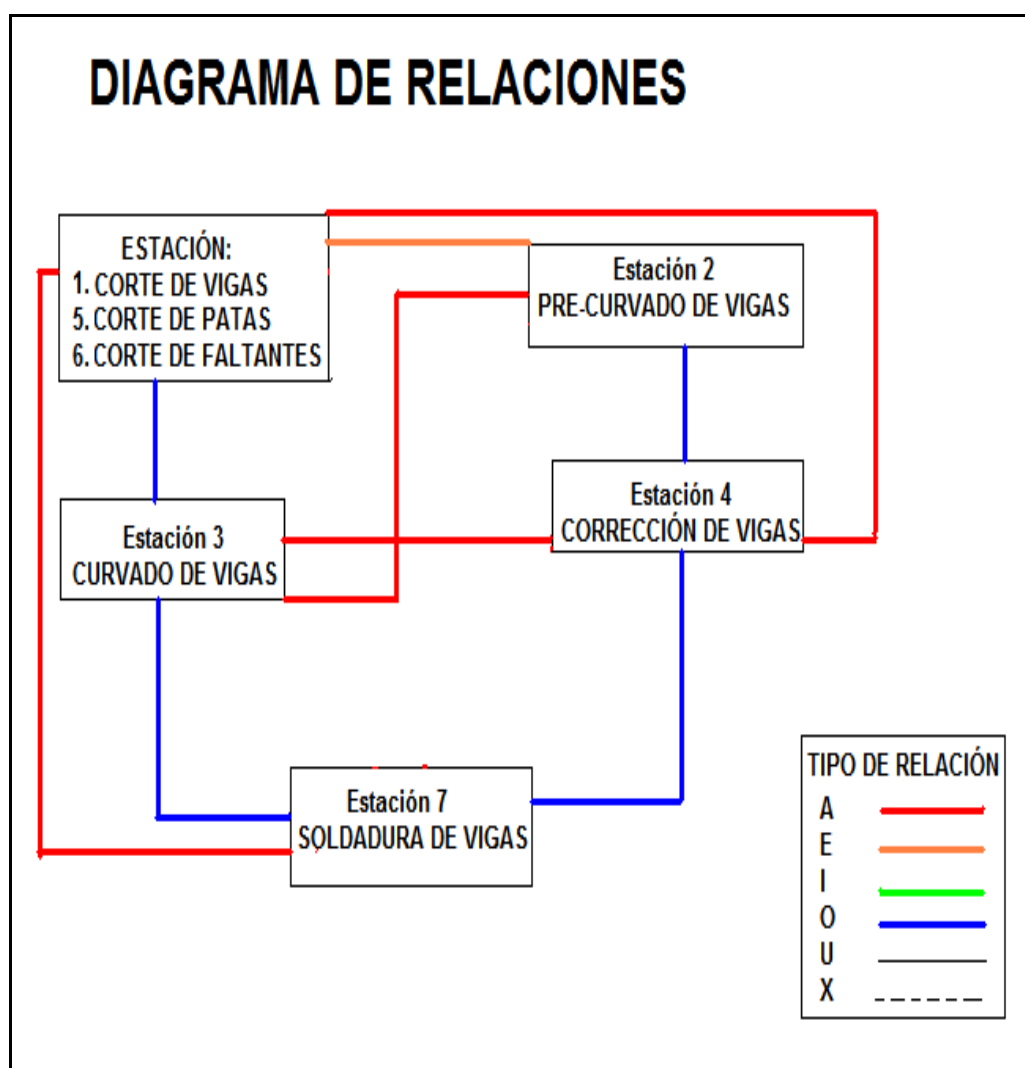 DIAGRAMA DE RELACIONES
ESTACIÓN:
1. CORTE DE VIGAS
5. CORTE DE PATAS
6. CORTE DE FALTANTES
Estación 2
PRE-CURVADO DE VIGAS
Estación 3
CURVADO DE VIGAS
Estación 4
CORRECCIÓN DE VIGAS
Estación 7
SOLDADURA DE VIGAS
TIPO DE RELACIÓN
A
E
I
O
U
X